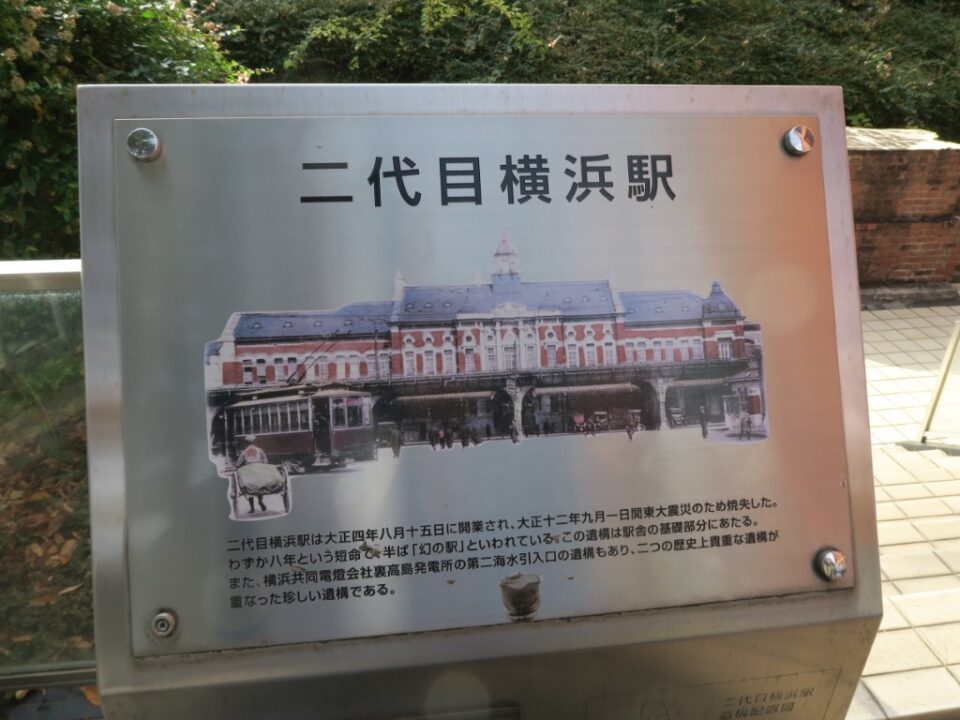 二代目横浜駅
二代目横浜駅は大正四年八月十五日に開業され、大正十二年九月一日関東大震災のため焼失した。
わずか八年という短命で、半ば「幻の駅」といわれている。この遺構は駅舎の基礎部分にあたる。
また、横浜共同電燈会社裏高島発電所の第二海水引入口の遺構もあり、二つの歴史上貴重な遺構が
重なった珍しい遺構である。
二代目横浜駅
遺構配置図